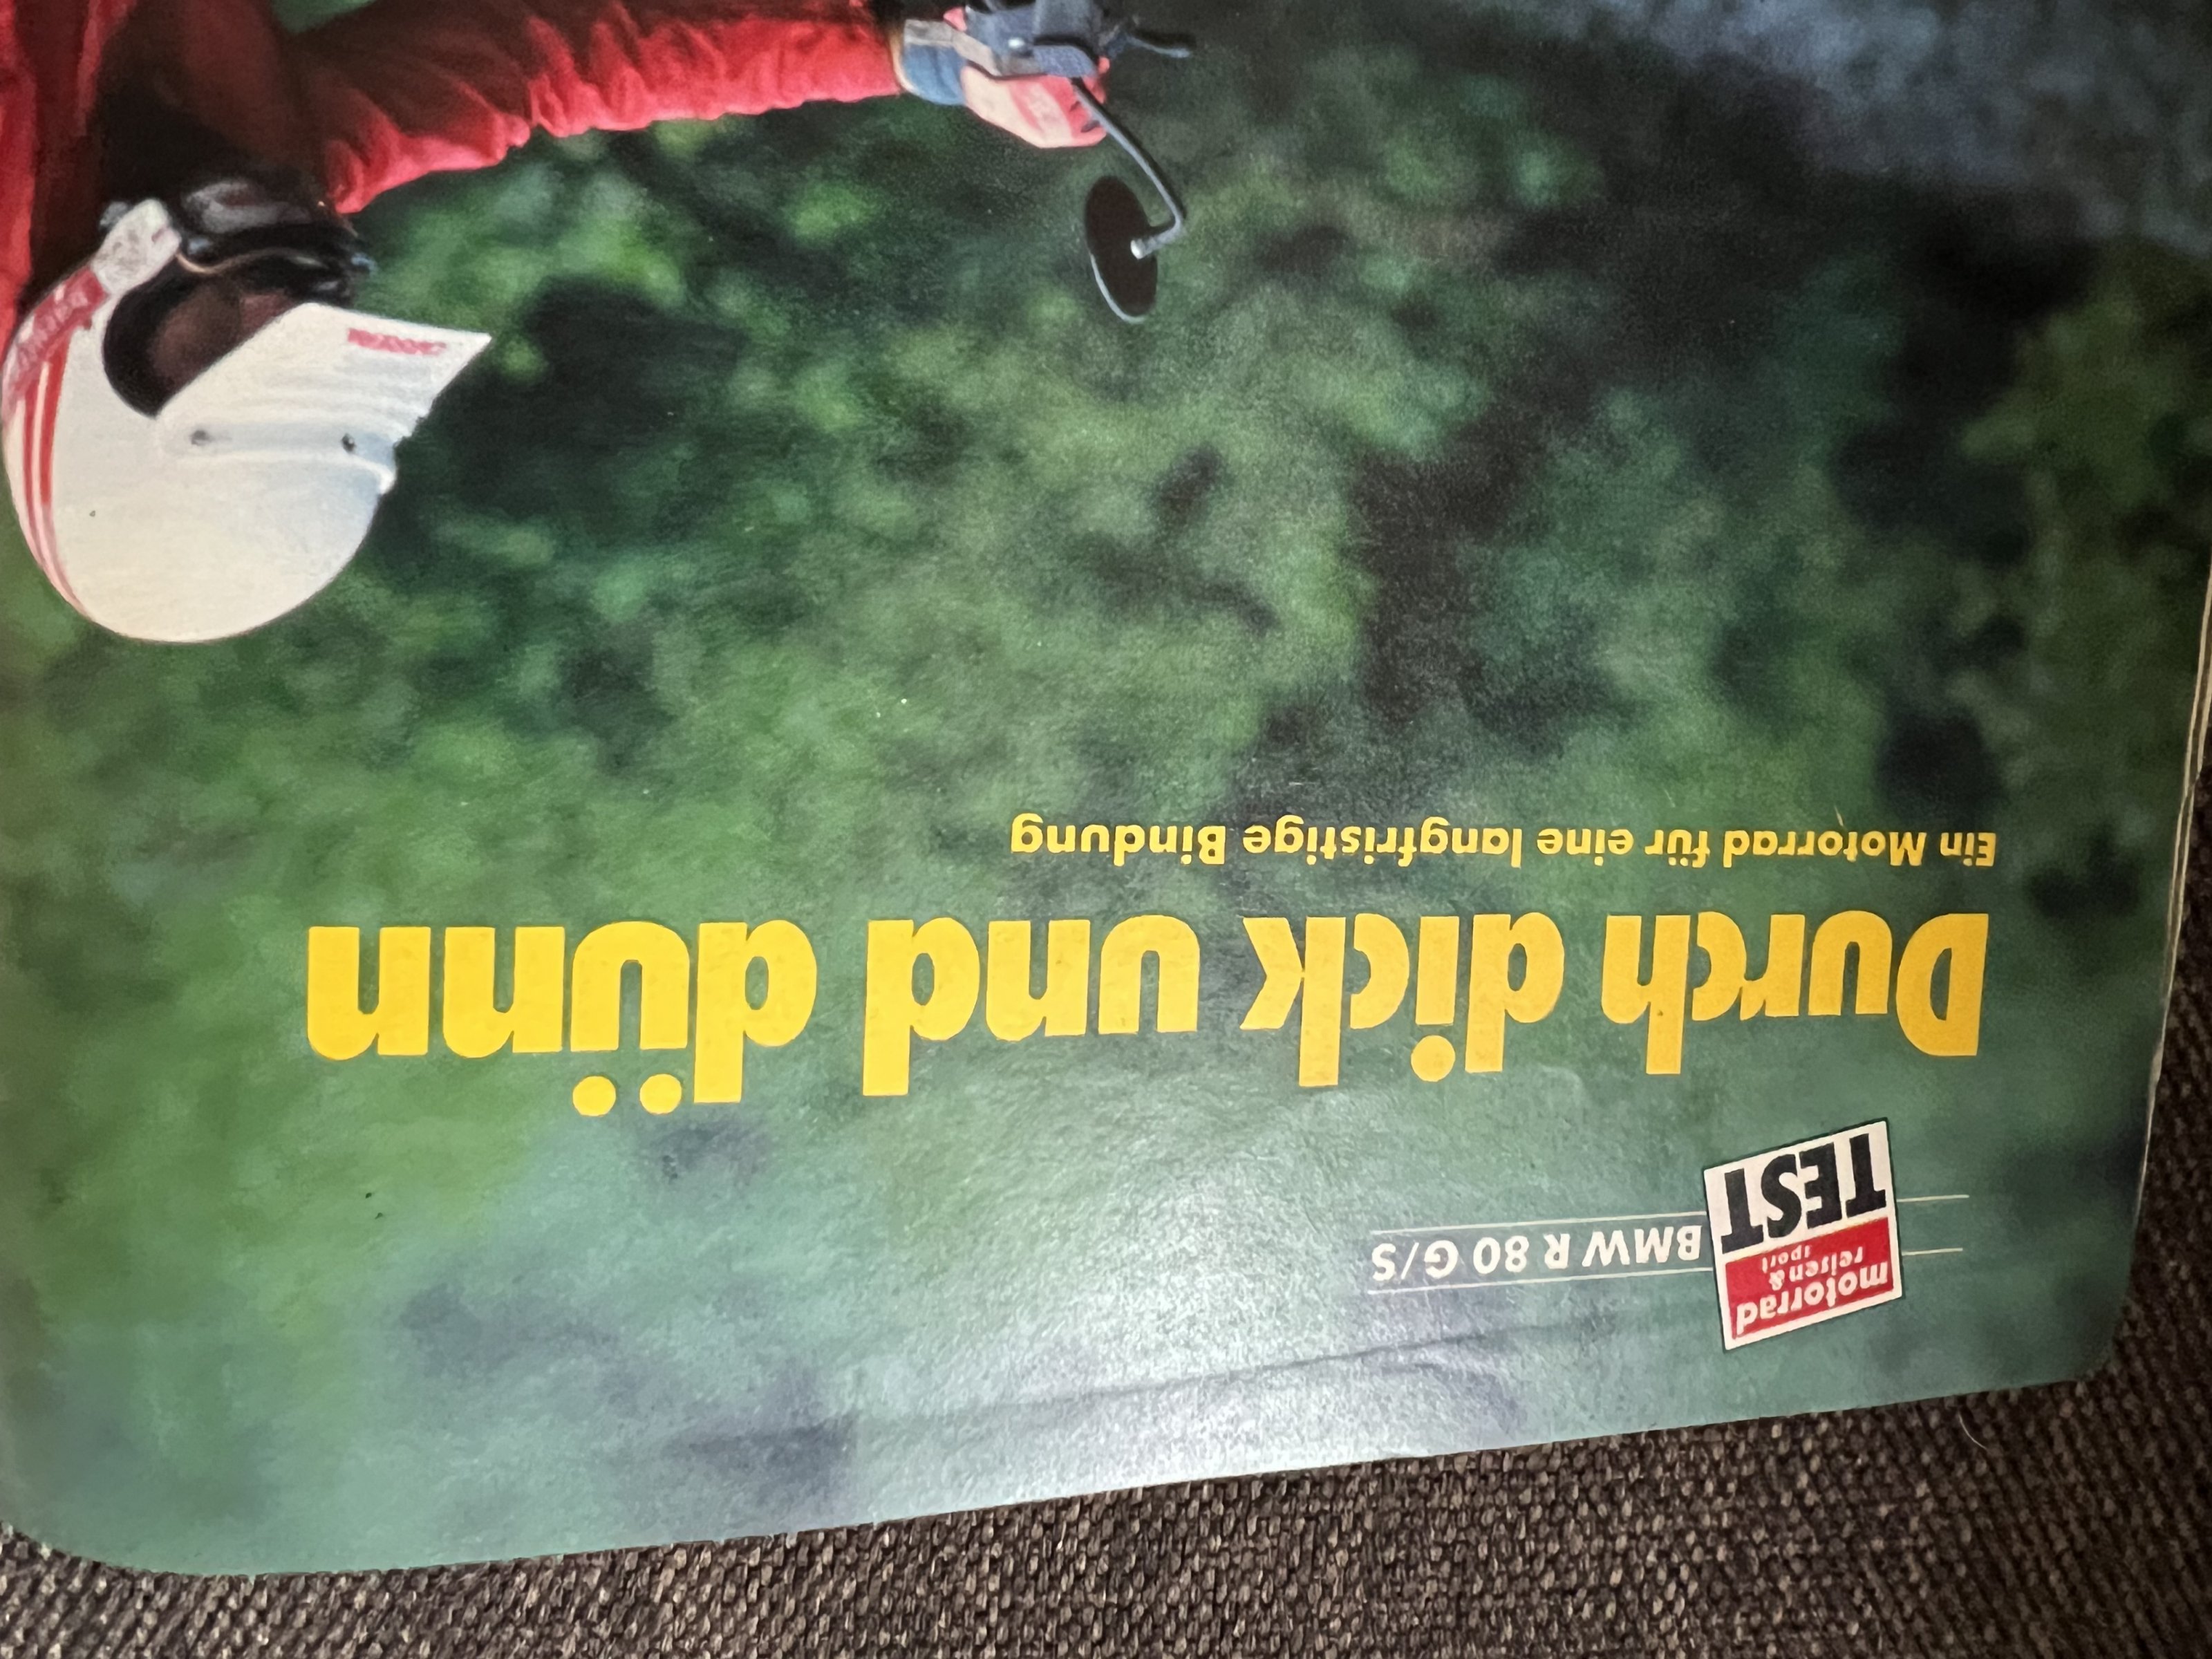 motorrad
reisen &
sport
TEST
BMW R 80 G/S
Durch dick und dünn
Ein Motorrad für eine langfristige Bindung